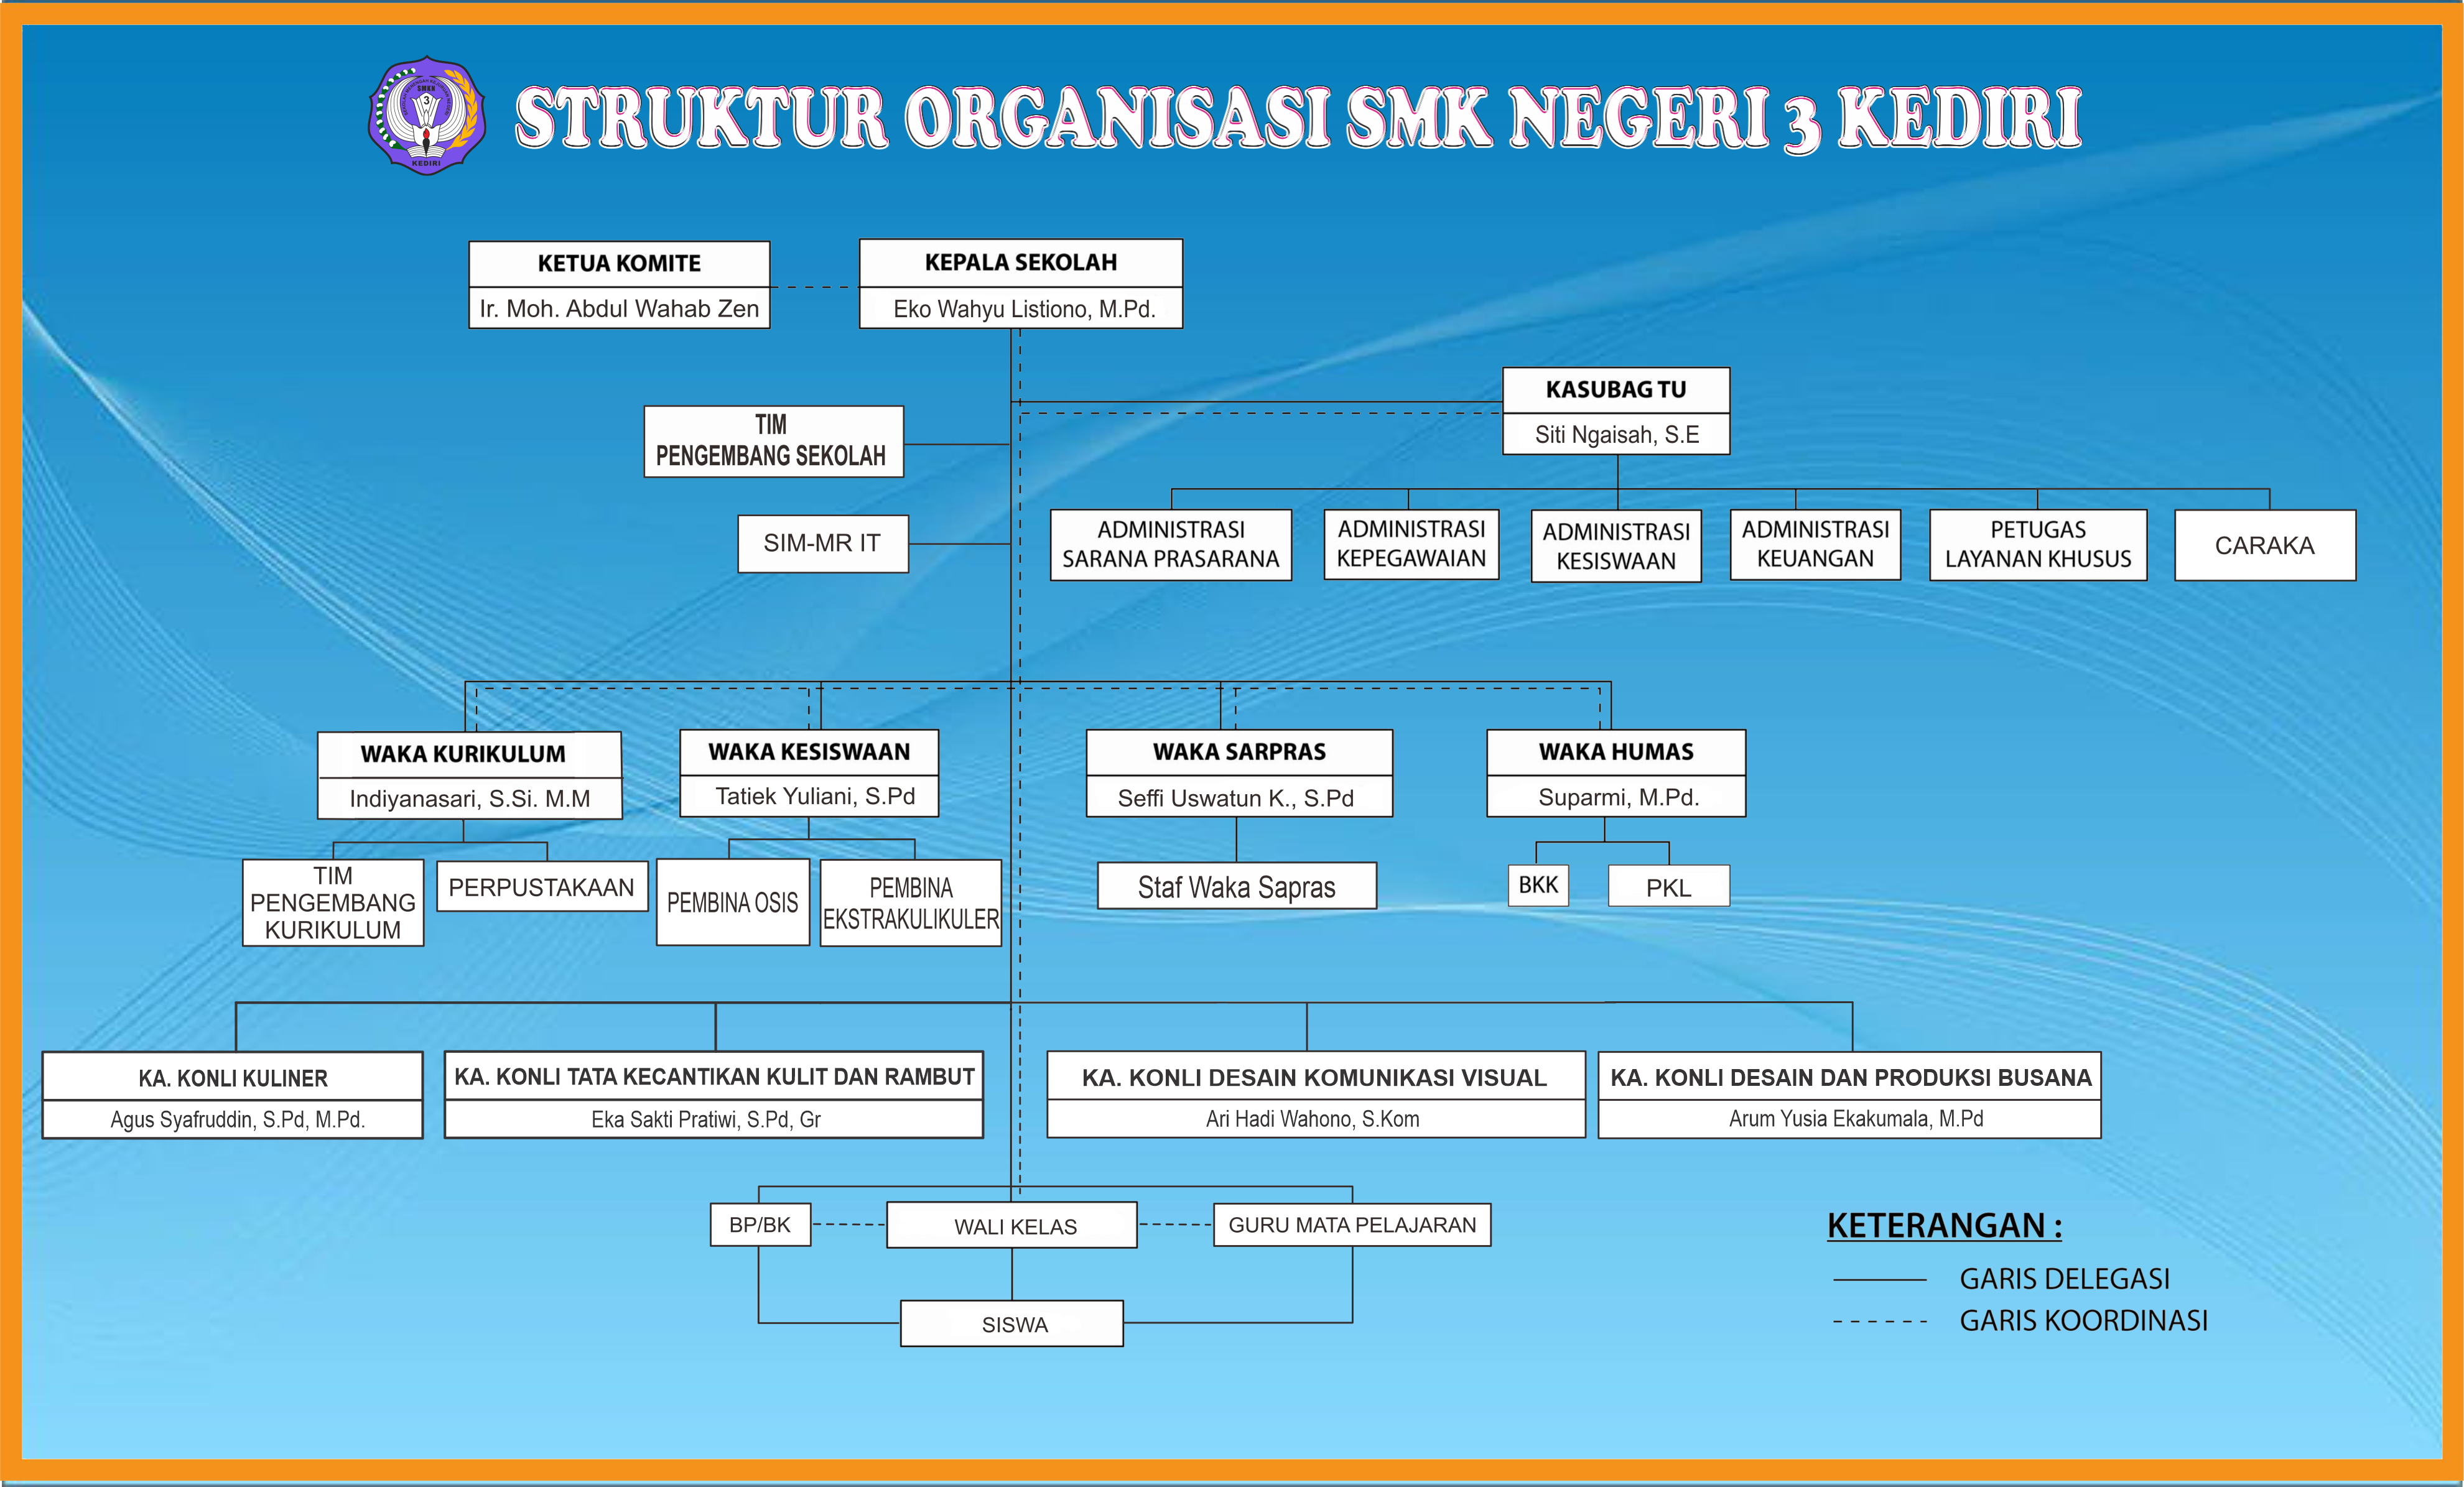 SMKN
3
KEDIRI
STRUKTUR ORGANISASI SMK NEGERI 3 KEDIRI
KETUA KOMITE
Ir. Moh. Abdul Wahab Zen
KEPALA SEKOLAH
Eko Wahyu Listiono, M.Pd.
KASUBAG TU
Siti Ngaisah, S.E
TIM
PENGEMBANG SEKOLAH
SIM-MR IT
ADMINISTRASI
SARANA PRASARANA
ADMINISTRASI
KEPEGAWAIAN
ADMINISTRASI
KESISWAAN
ADMINISTRASI
KEUANGAN
PETUGAS
LAYANAN KHUSUS
CARAKA
WAKA KURIKULUM
Indiyanasari, S.Si. M.M
WAKA KESISWAAN
Tatiek Yuliani, S.Pd
WAKA SARPRAS
Seffi Uswatun K., S.Pd
WAKA HUMAS
Suparmi, M.Pd.
TIM
PENGEMBANG
KURIKULUM
PERPUSTAKAAN
PEMBINA OSIS
PEMBINA
EKSTRAKULIKULER
Staf Waka Sapras
BKK
PKL
KA. KONLI KULINER
Agus Syafruddin, S.Pd, M.Pd.
KA. KONLI TATA KECANTIKAN KULIT DAN RAMBUT
Eka Sakti Pratiwi, S.Pd, Gr
KA. KONLI DESAIN KOMUNIKASI VISUAL
Ari Hadi Wahono, S.Kom
KA. KONLI DESAIN DAN PRODUKSI BUSANA
Arum Yusia Ekakumala, M.Pd
BP/BK
WALI KELAS
GURU MATA PELAJARAN
SISWA
KETERANGAN :
GARIS DELEGASI
GARIS KOORDINASI